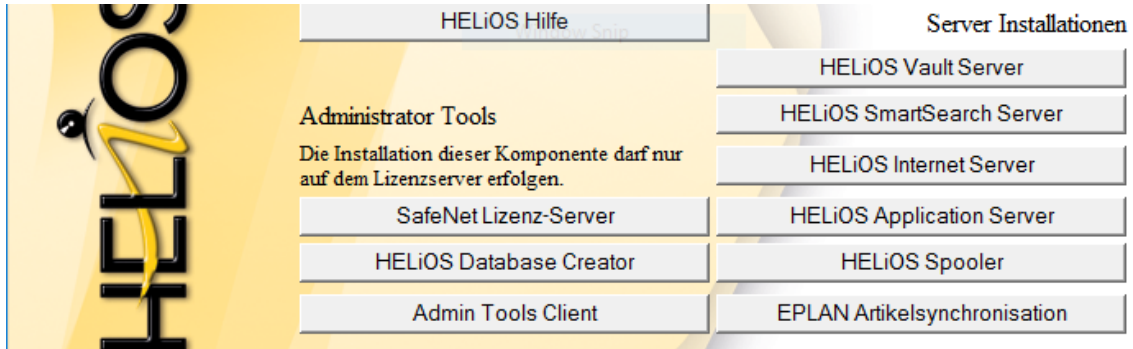 HELiOS
HELiOS Hilfe
Window Snip
Administrator Tools
Die Installation dieser Komponente darf nur
auf dem Lizenzserver erfolgen.
SafeNet Lizenz-Server
HELiOS Database Creator
Admin Tools Client
Server Installationen
HELiOS Vault Server
HELiOS SmartSearch Server
HELiOS Internet Server
HELiOS Application Server
HELiOS Spooler
EPLAN Artikelsynchronisation